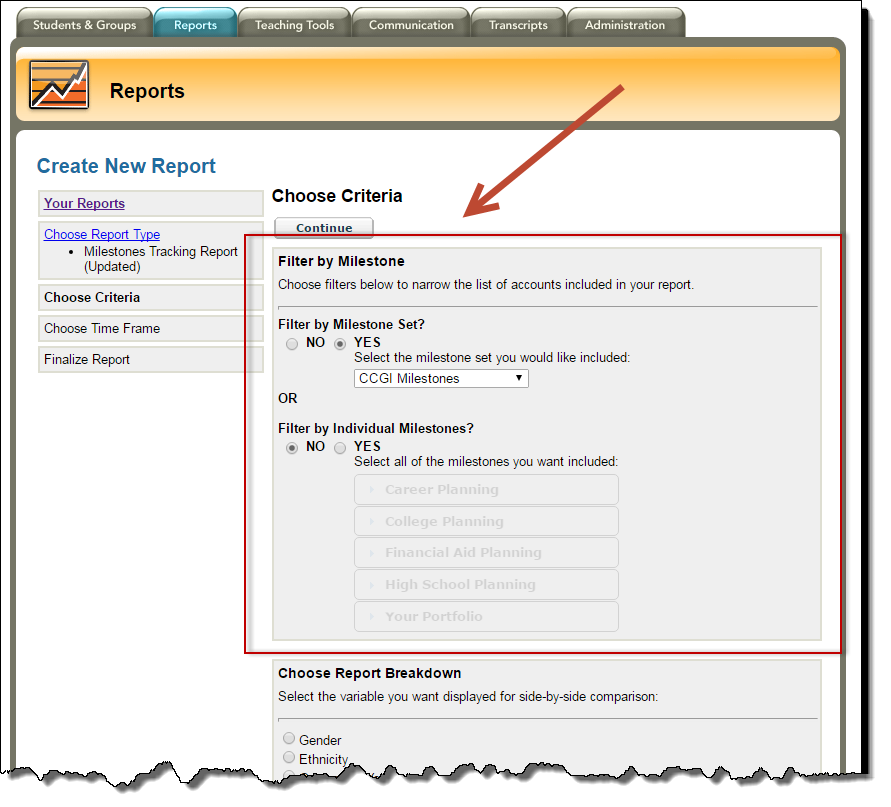 Students & Groups
Reports
Teaching Tools
Communication
Transcripts
Administration
Reports
Create New Report
Your Reports
Choose Report Type
• Milestones Tracking Report
(Updated)
Choose Criteria
Choose Time Frame
Finalize Report
Choose Criteria
Continue
Filter by Milestone
Choose filters below to narrow the list of accounts included in your report.
Filter by Milestone Set?
NO YES
Select the milestone set you would like included:
CCGI Milestones
OR
Filter by Individual Milestones?
NO YES
Select all of the milestones you want included:
Career Planning
College Planning
Financial Aid Planning
High School Planning
Your Portfolio
Choose Report Breakdown
Select the variable you want displayed for side-by-side comparison:
Gender
Ethnicity